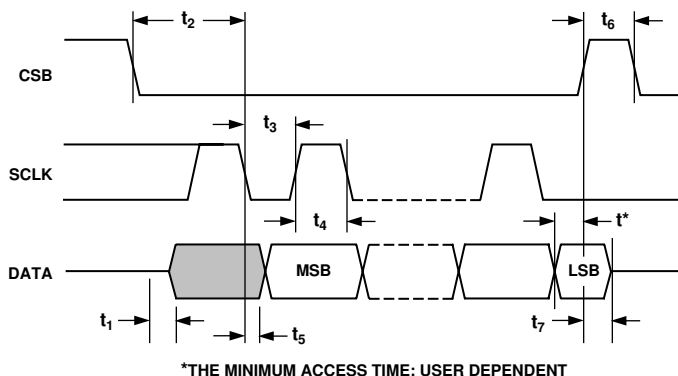 t2
t6
CSB
t3
SCLK
t4
t*
DATA
MSB
LSB
t1
t5
t7
*THE MINIMUM ACCESS TIME: USER DEPENDENT